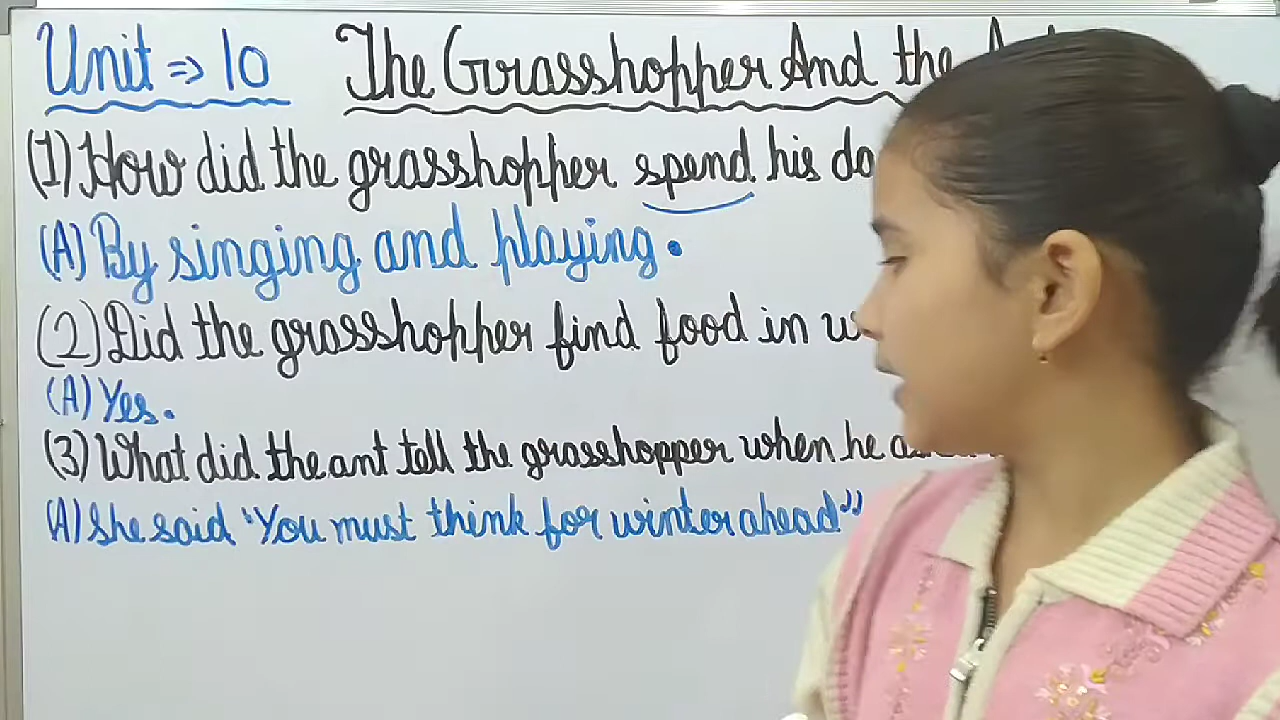 Unit ⇒ 10 The Grasshopper And the
(1) How did the grasshopper spend his
(A) By singing and playing.
(2) Did the grasshopper find food in
(A) Yes.
(3) What did the ant tell the grasshopper when he
(A) She said "You must think for winter ahead"